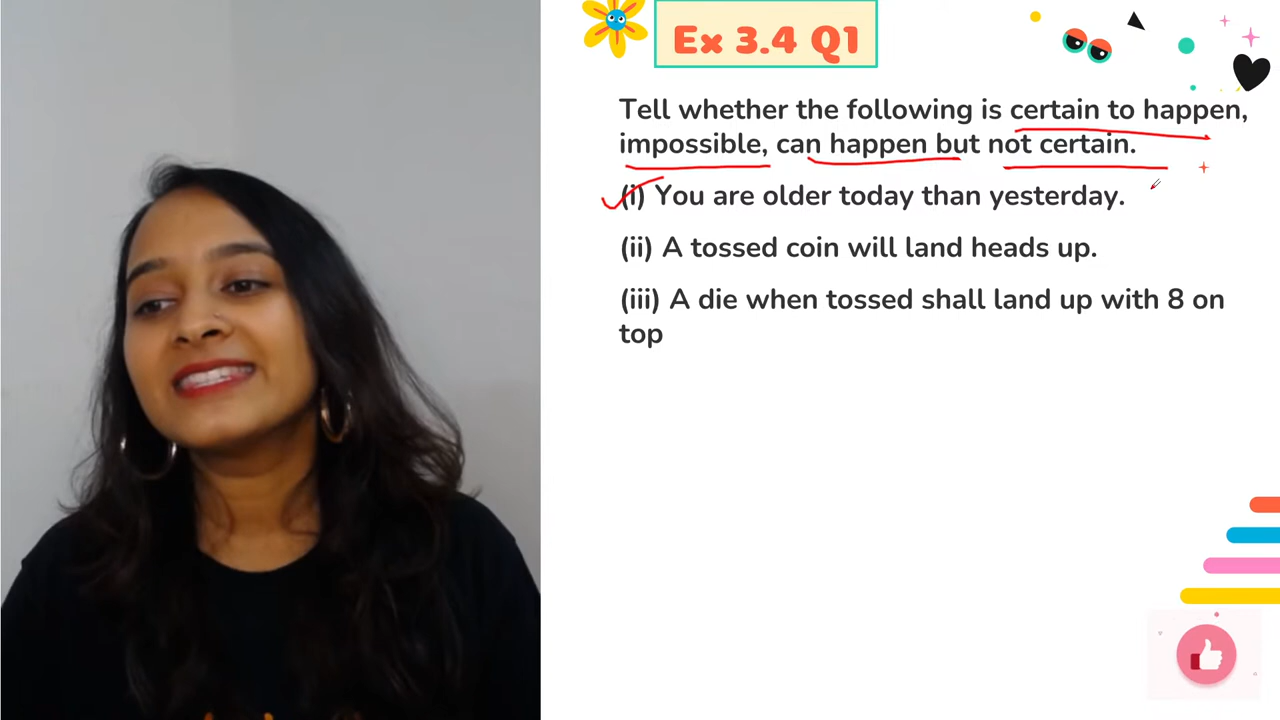 Ex 3.4 Q1
Tell whether the following is certain to happen,
impossible, can happen but not certain.
(i) You are older today than yesterday.
(ii) A tossed coin will land heads up.
(iii) A die when tossed shall land up with 8 on
top